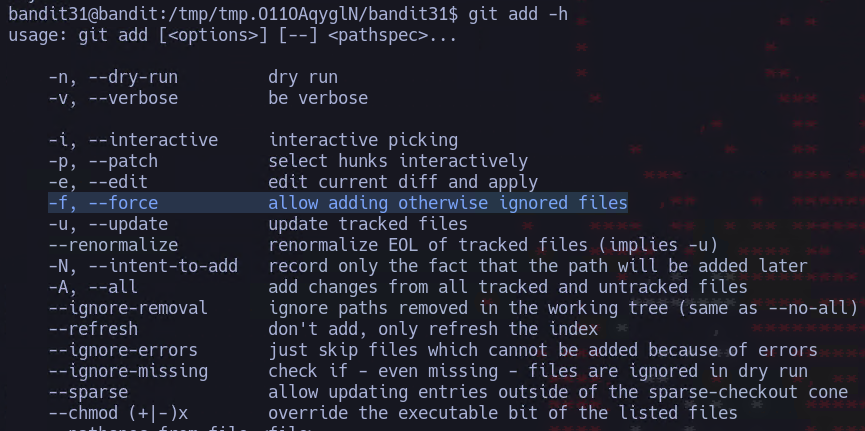 bandit31@bandit:/tmp/tmp.O11OAqyglN/bandit31$ git add -h
usage: git add [<options>] [--] <pathspec>...
-n, --dry-run dry run
-v, --verbose be verbose
-i, --interactive interactive picking
-p, --patch select hunks interactively
-e, --edit edit current diff and apply
-f, --force allow adding otherwise ignored files
-u, --update update tracked files
--renormalize renormalize EOL of tracked files (implies -u)
-N, --intent-to-add record only the fact that the path will be added later
-A, --all add changes from all tracked and untracked files
--ignore-removal ignore paths removed in the working tree (same as --no-all)
--refresh don't add, only refresh the index
--ignore-errors just skip files which cannot be added because of errors
--ignore-missing check if - even missing - files are ignored in dry run
--sparse allow updating entries outside of the sparse-checkout cone
--chmod (+|-)x override the executable bit of the listed files